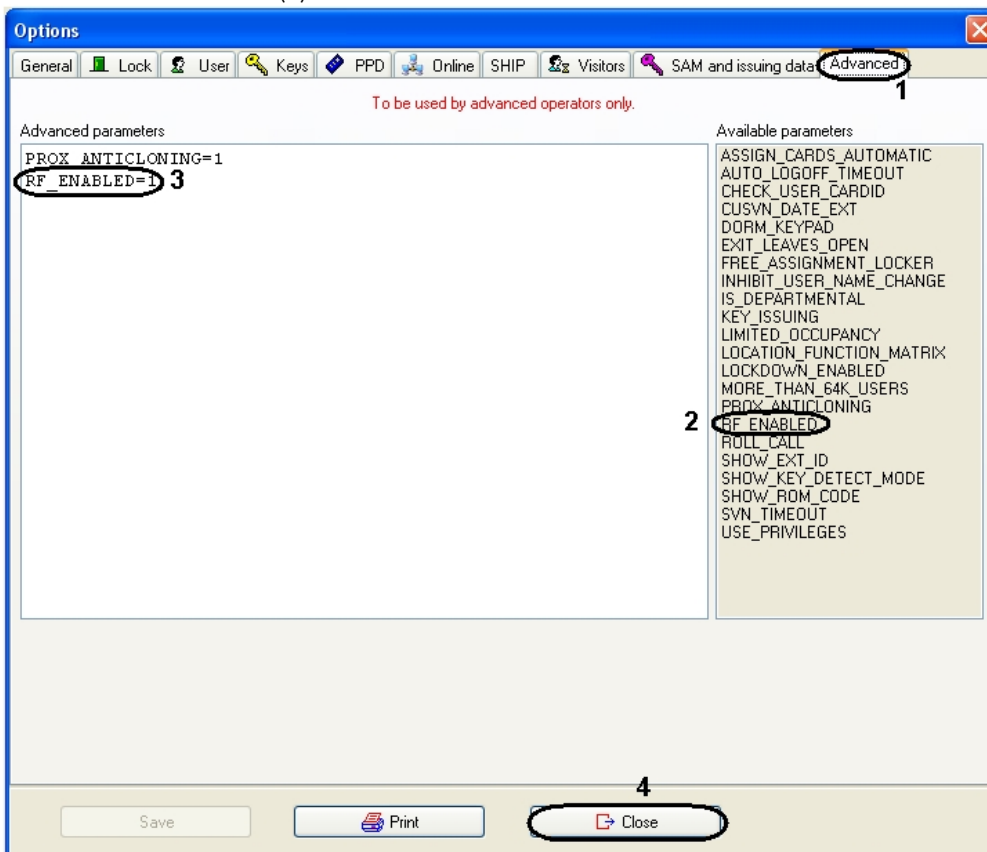 Options
General Lock User Keys PPD Online SHIP Visitors SAM and issuing data Advanced
1
To be used by advanced operators only.
Advanced parameters
PROX_ANTICLONING=1
RF_ENABLED=1 3
Available parameters
ASSIGN_CARDS_AUTOMATIC
AUTO_LOGOFF_TIMEOUT
CHECK_USER_CARDID
CUSVN_DATE_EXT
DORM_KEYPAD
EXIT_LEAVES_OPEN
FREE_ASSIGNMENT_LOCKER
INHIBIT_USER_NAME_CHANGE
IS_DEPARTMENTAL
KEY_ISSUING
LIMITED_OCCUPANCY
LOCATION_FUNCTION_MATRIX
LOCKDOWN_ENABLED
MORE_THAN_64K_USERS
PROX_ANTICLONING
2 RF_ENABLED
ROLL_CALL
SHOW_EXT_ID
SHOW_KEY_DETECT_MODE
SHOW_ROM_CODE
SVN_TIMEOUT
USE_PRIVILEGES
4
Save Print Close